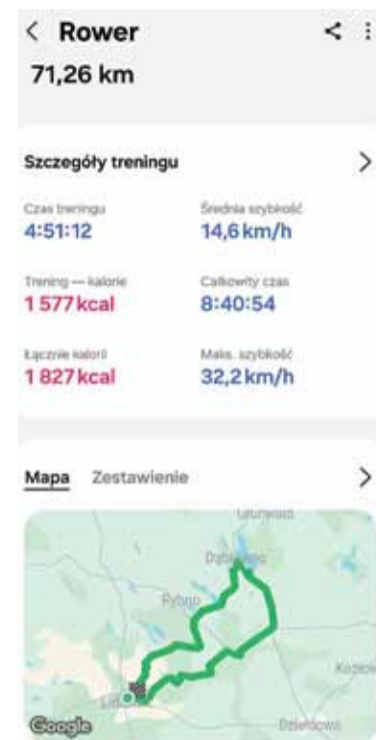 Rower
71,26 km
Szczegóły treningu
Czas treningu
Średnia szybkość
4:51:12
14,6 km/h
Trening — kalorie
Całkowity czas
1 577 kcal
8:40:54
Łącznie kalorii
Maks. szybkość
1 827 kcal
32,2 km/h
Mapa Zestawienie
Rybno
Google